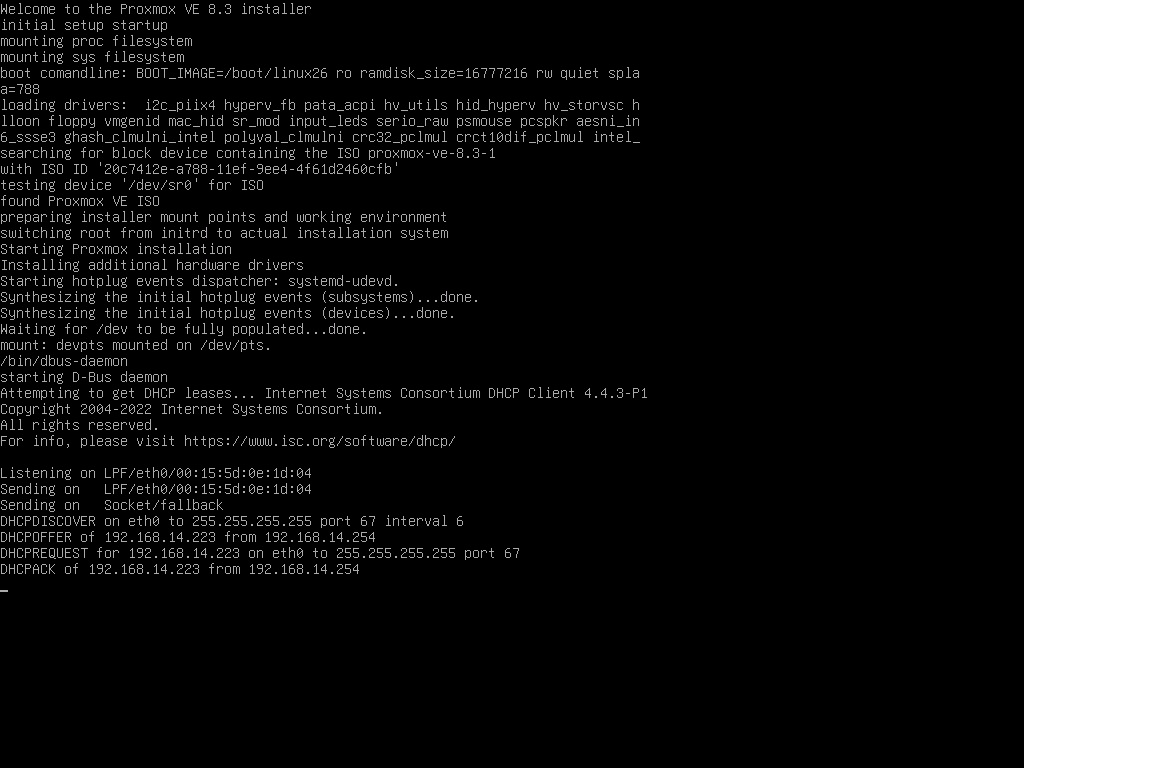 Welcome to the Proxmox VE 8.3 installer
initial setup startup
mounting proc filesystem
mounting sys filesystem
boot comandline: BOOT_IMAGE=/boot/linux26 ro ramdisk_size=16777216 rw quiet spla
a=788
loading drivers:  i2c_piix4 hyperv_fb pata_acpi hv_utils hid_hyperv hv_storvsc h
lloon floppy vmgenid mac_hid sr_mod input_leds serio_raw psmouse pcspkr aesni_in
6_ssse3 ghash_clmulni_intel polyval_clmulni crc32_pclmul crct10dif_pclmul intel_
searching for block device containing the ISO proxmox-ve-8.3-1
with ISO ID '20c7412e-a788-11ef-9ee4-4f61d2460cfb'
testing device '/dev/sr0' for ISO
found Proxmox VE ISO
preparing installer mount points and working environment
switching root from initrd to actual installation system
Starting Proxmox installation
Installing additional hardware drivers
Starting hotplug events dispatcher: systemd-udevd.
Synthesizing the initial hotplug events (subsystems)...done.
Synthesizing the initial hotplug events (devices)...done.
Waiting for /dev to be fully populated...done.
mount: devpts mounted on /dev/pts.
/bin/dbus-daemon
starting D-Bus daemon
Attempting to get DHCP leases... Internet Systems Consortium DHCP Client 4.4.3-P1
Copyright 2004-2022 Internet Systems Consortium.
All rights reserved.
For info, please visit https://www.isc.org/software/dhcp/
Listening on LPF/eth0/00:15:5d:0e:1d:04
Sending on   LPF/eth0/00:15:5d:0e:1d:04
Sending on   Socket/fallback
DHCPDISCOVER on eth0 to 255.255.255.255 port 67 interval 6
DHCPOFFER of 192.168.14.223 from 192.168.14.254
DHCPREQUEST for 192.168.14.223 on eth0 to 255.255.255.255 port 67
DHCPACK of 192.168.14.223 from 192.168.14.254